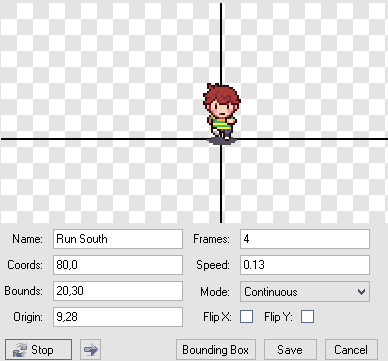 Name: Run South Frames: 4
Coords: 80,0 Speed: 0.13
Bounds: 20,30 Mode: Continuous
Origin: 9,28 Flip X: Flip Y:
Stop Bounding Box Save Cancel